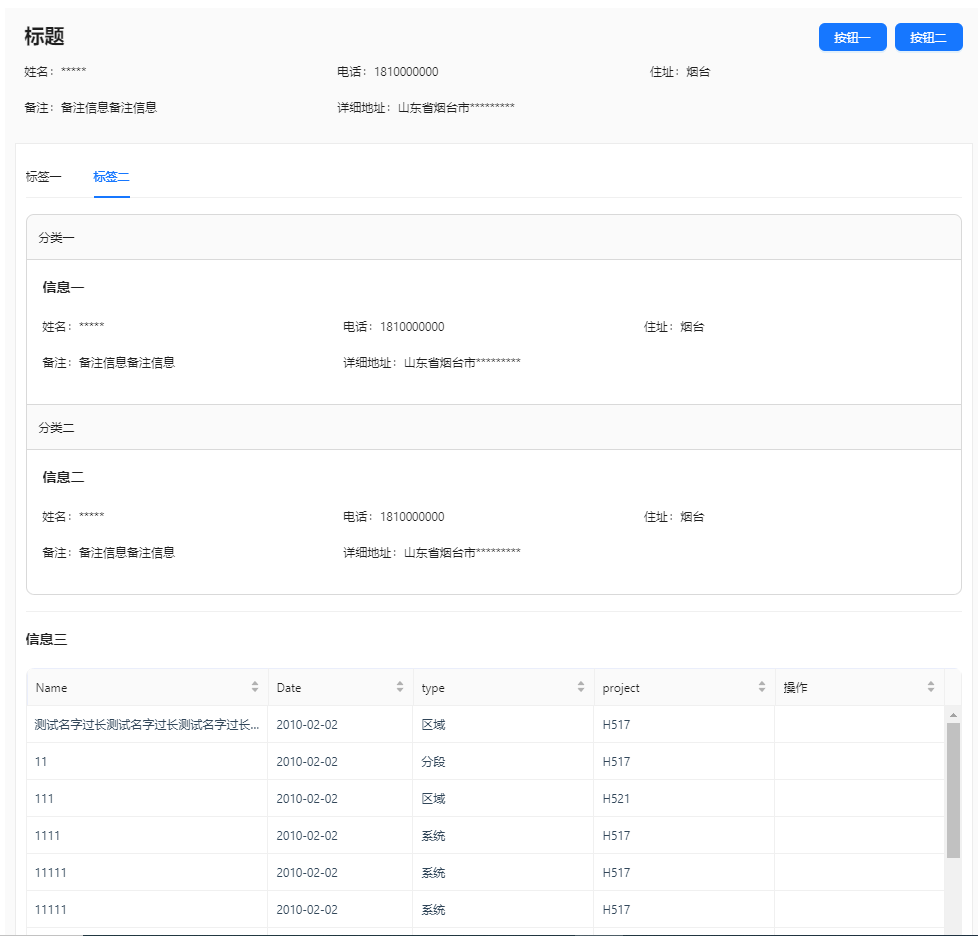 标题
按钮一 按钮二
姓名：***** 电话：1810000000 住址：烟台
备注：备注信息备注信息 详细地址：山东省烟台市*********
标签一 标签二
分类一
信息一
姓名：***** 电话：1810000000 住址：烟台
备注：备注信息备注信息 详细地址：山东省烟台市*********
分类二
信息二
姓名：***** 电话：1810000000 住址：烟台
备注：备注信息备注信息 详细地址：山东省烟台市*********
信息三
Name Date type project 操作
测试名字过长测试名字过长测试名字过长... 2010-02-02 区域 H517
11 2010-02-02 分段 H517
111 2010-02-02 区域 H521
1111 2010-02-02 系统 H517
11111 2010-02-02 系统 H517
11111 2010-02-02 系统 H517